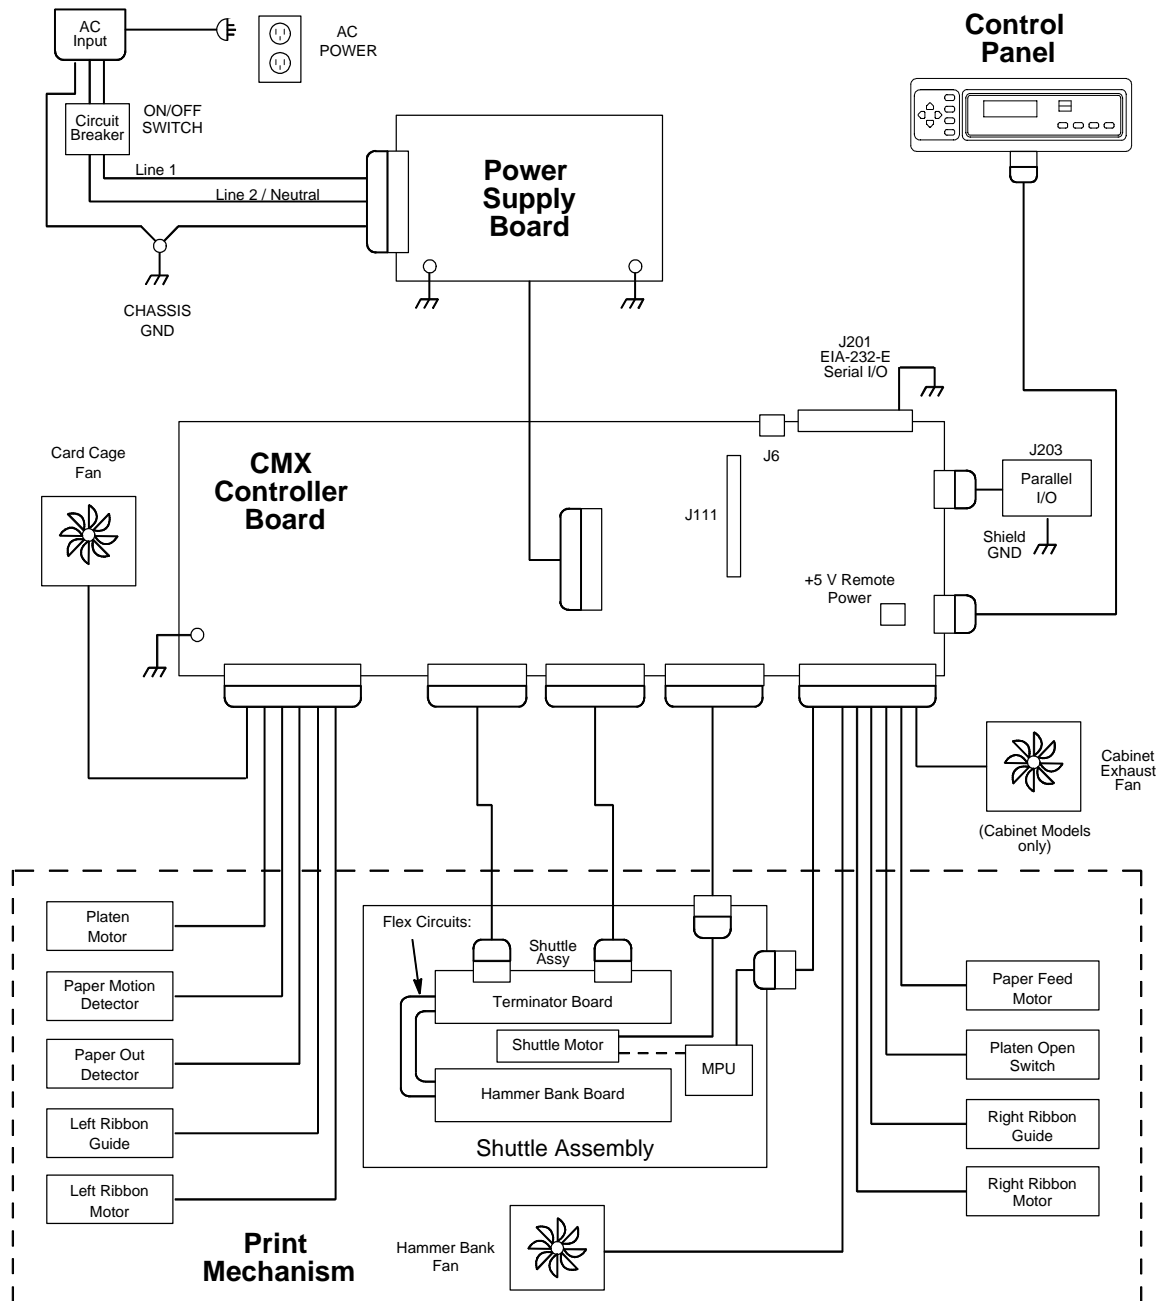 AC
Input
AC
POWER
Control
Panel
Circuit
Breaker
ON/OFF
SWITCH
Line 1
Line 2 / Neutral
Power
Supply
Board
CHASSIS
GND
J201
EIA-232-E
Serial I/O
J6
Card Cage
Fan
CMX
Controller
Board
J111
J203
Parallel
I/O
Shield
GND
+5 V Remote
Power
Cabinet
Exhaust
Fan
(Cabinet Models
only)
Platen
Motor
Paper Motion
Detector
Paper Out
Detector
Left Ribbon
Guide
Left Ribbon
Motor
Flex Circuits:
Shuttle
Assy
Terminator Board
Shuttle Motor
MPU
Hammer Bank Board
Shuttle Assembly
Paper Feed
Motor
Platen Open
Switch
Right Ribbon
Guide
Right Ribbon
Motor
Print
Mechanism
Hammer Bank
Fan